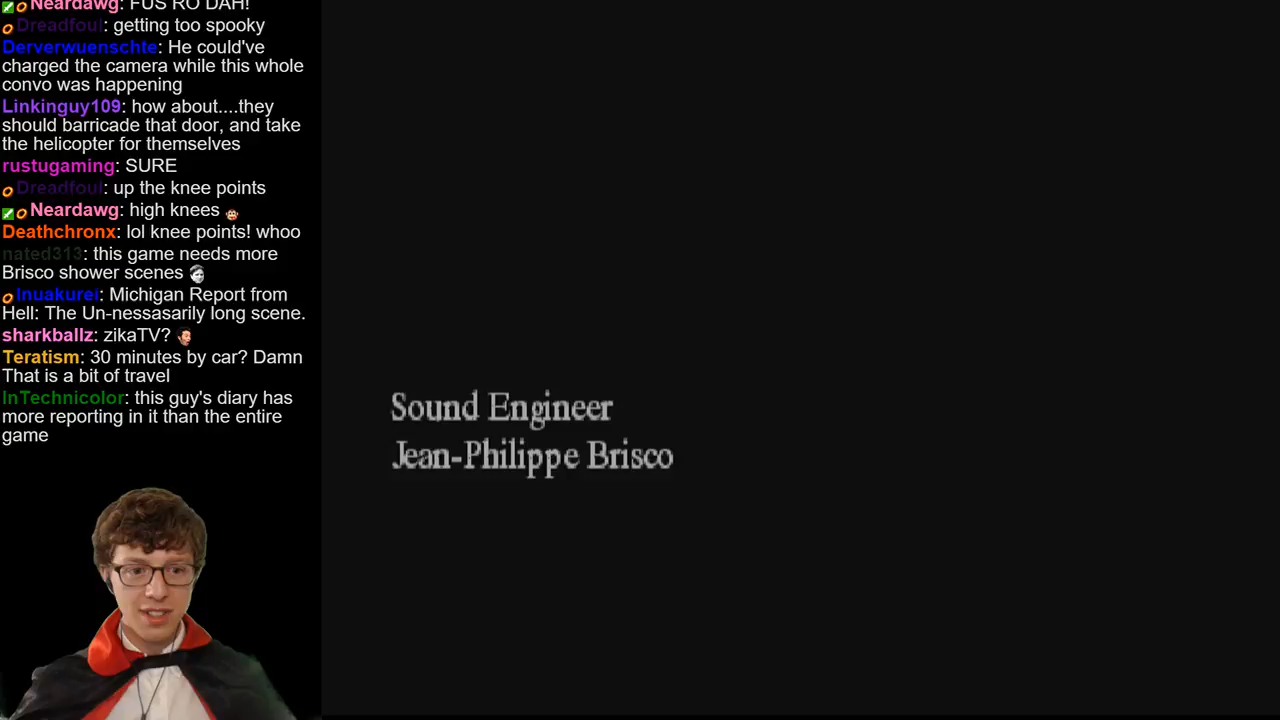 Neardawg: FUS RO DAH!
Dreadfoul: getting too spooky
Derverwuenschte: He could've
charged the camera while this whole
convo was happening
Linkinguy109: how about....they
should barricade that door, and take
the helicopter for themselves
rustugaming: SURE
Dreadfoul: up the knee points
Neardawg: high knees
Deathchronx: lol knee points! whoo
nated313: this game needs more
Brisco shower scenes
Inuakurei: Michigan Report from
Hell: The Un-nessasarily long scene.
sharkballz: zikaTV?
Teratism: 30 minutes by car? Damn
That is a bit of travel
InTechnicolor: this guy's diary has
more reporting in it than the entire
game
Sound Engineer
Jean-Philippe Brisco